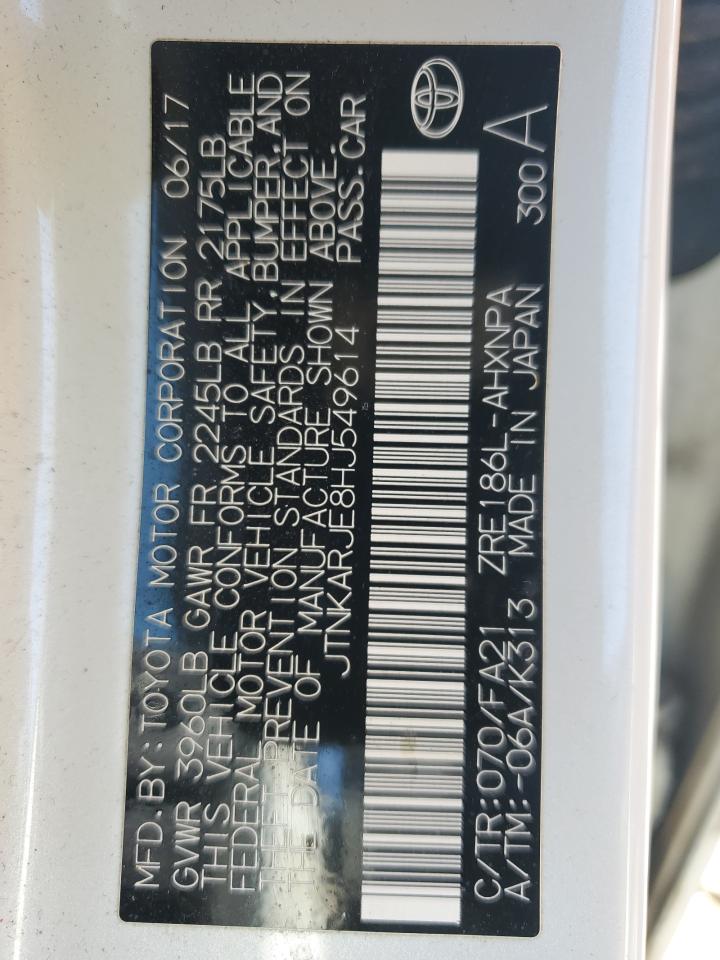 MFD.BY:TOYOTA MOTOR CORPORATION 06/17
GVWR 3960LB GAWR FR 2245LB RR 2175LB
THIS VEHICLE CONFORMS TO ALL APPLICABLE
FEDERAL MOTOR VEHICLE SAFETY,BUMPER,AND
THEFT PREVENTION STANDARDS IN EFFECT ON
THE DATE OF MANUFACTURE SHOWN ABOVE.
JTNKARJE8HJ549614 PASS.CAR
C/TR:070/FA21 ZRE186L-AHXNPA
A/TM:-06A/K313 MADE IN JAPAN 300 A